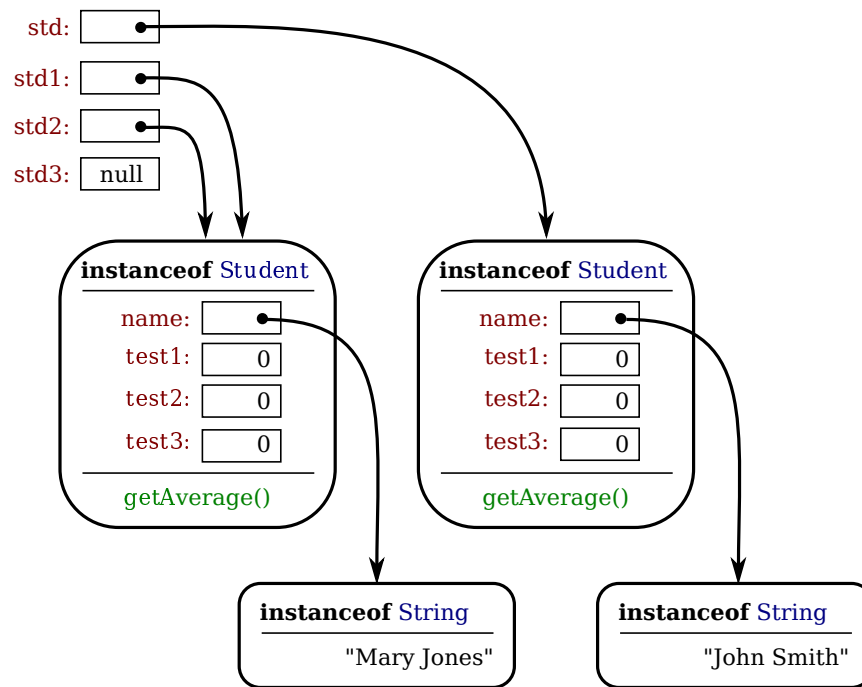 std:
std1:
std2:
std3: null
instanceof Student
name:
test1: 0
test2: 0
test3: 0
getAverage()
instanceof Student
name:
test1: 0
test2: 0
test3: 0
getAverage()
instanceof String
"Mary Jones"
instanceof String
"John Smith"